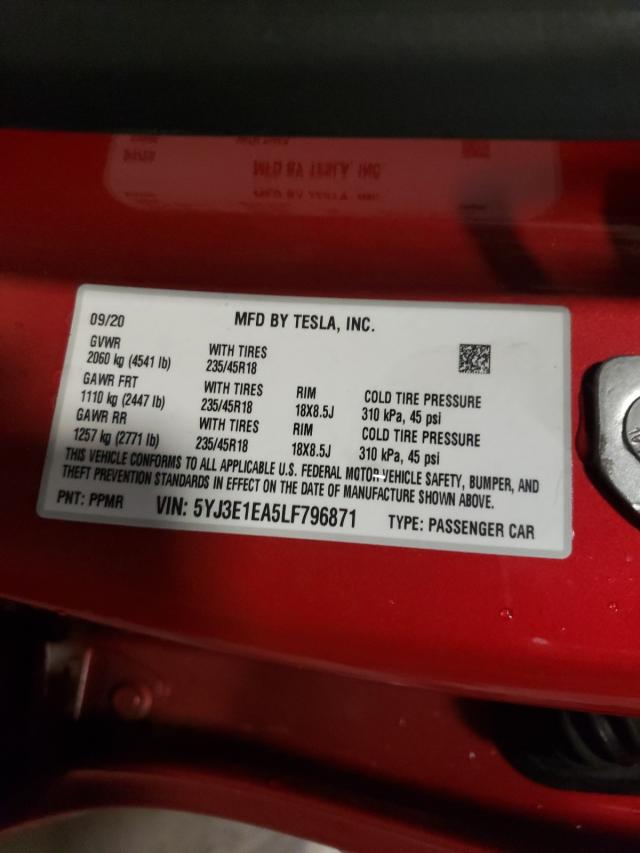 09/20 MFD BY TESLA, INC.
GVWR
2060 kg (4541 lb)
WITH TIRES
235/45R18
GAWR FRT
1110 kg (2447 lb)
WITH TIRES
235/45R18
RIM
18X8.5J
COLD TIRE PRESSURE
310 kPa, 45 psi
GAWR RR
1257 kg (2771 lb)
WITH TIRES
235/45R18
RIM
18X8.5J
COLD TIRE PRESSURE
310 kPa, 45 psi
THIS VEHICLE CONFORMS TO ALL APPLICABLE U.S. FEDERAL MOTOR VEHICLE SAFETY, BUMPER, AND
THEFT PREVENTION STANDARDS IN EFFECT ON THE DATE OF MANUFACTURE SHOWN ABOVE.
PNT: PPMR VIN: 5YJ3E1EA5LF796871 TYPE: PASSENGER CAR